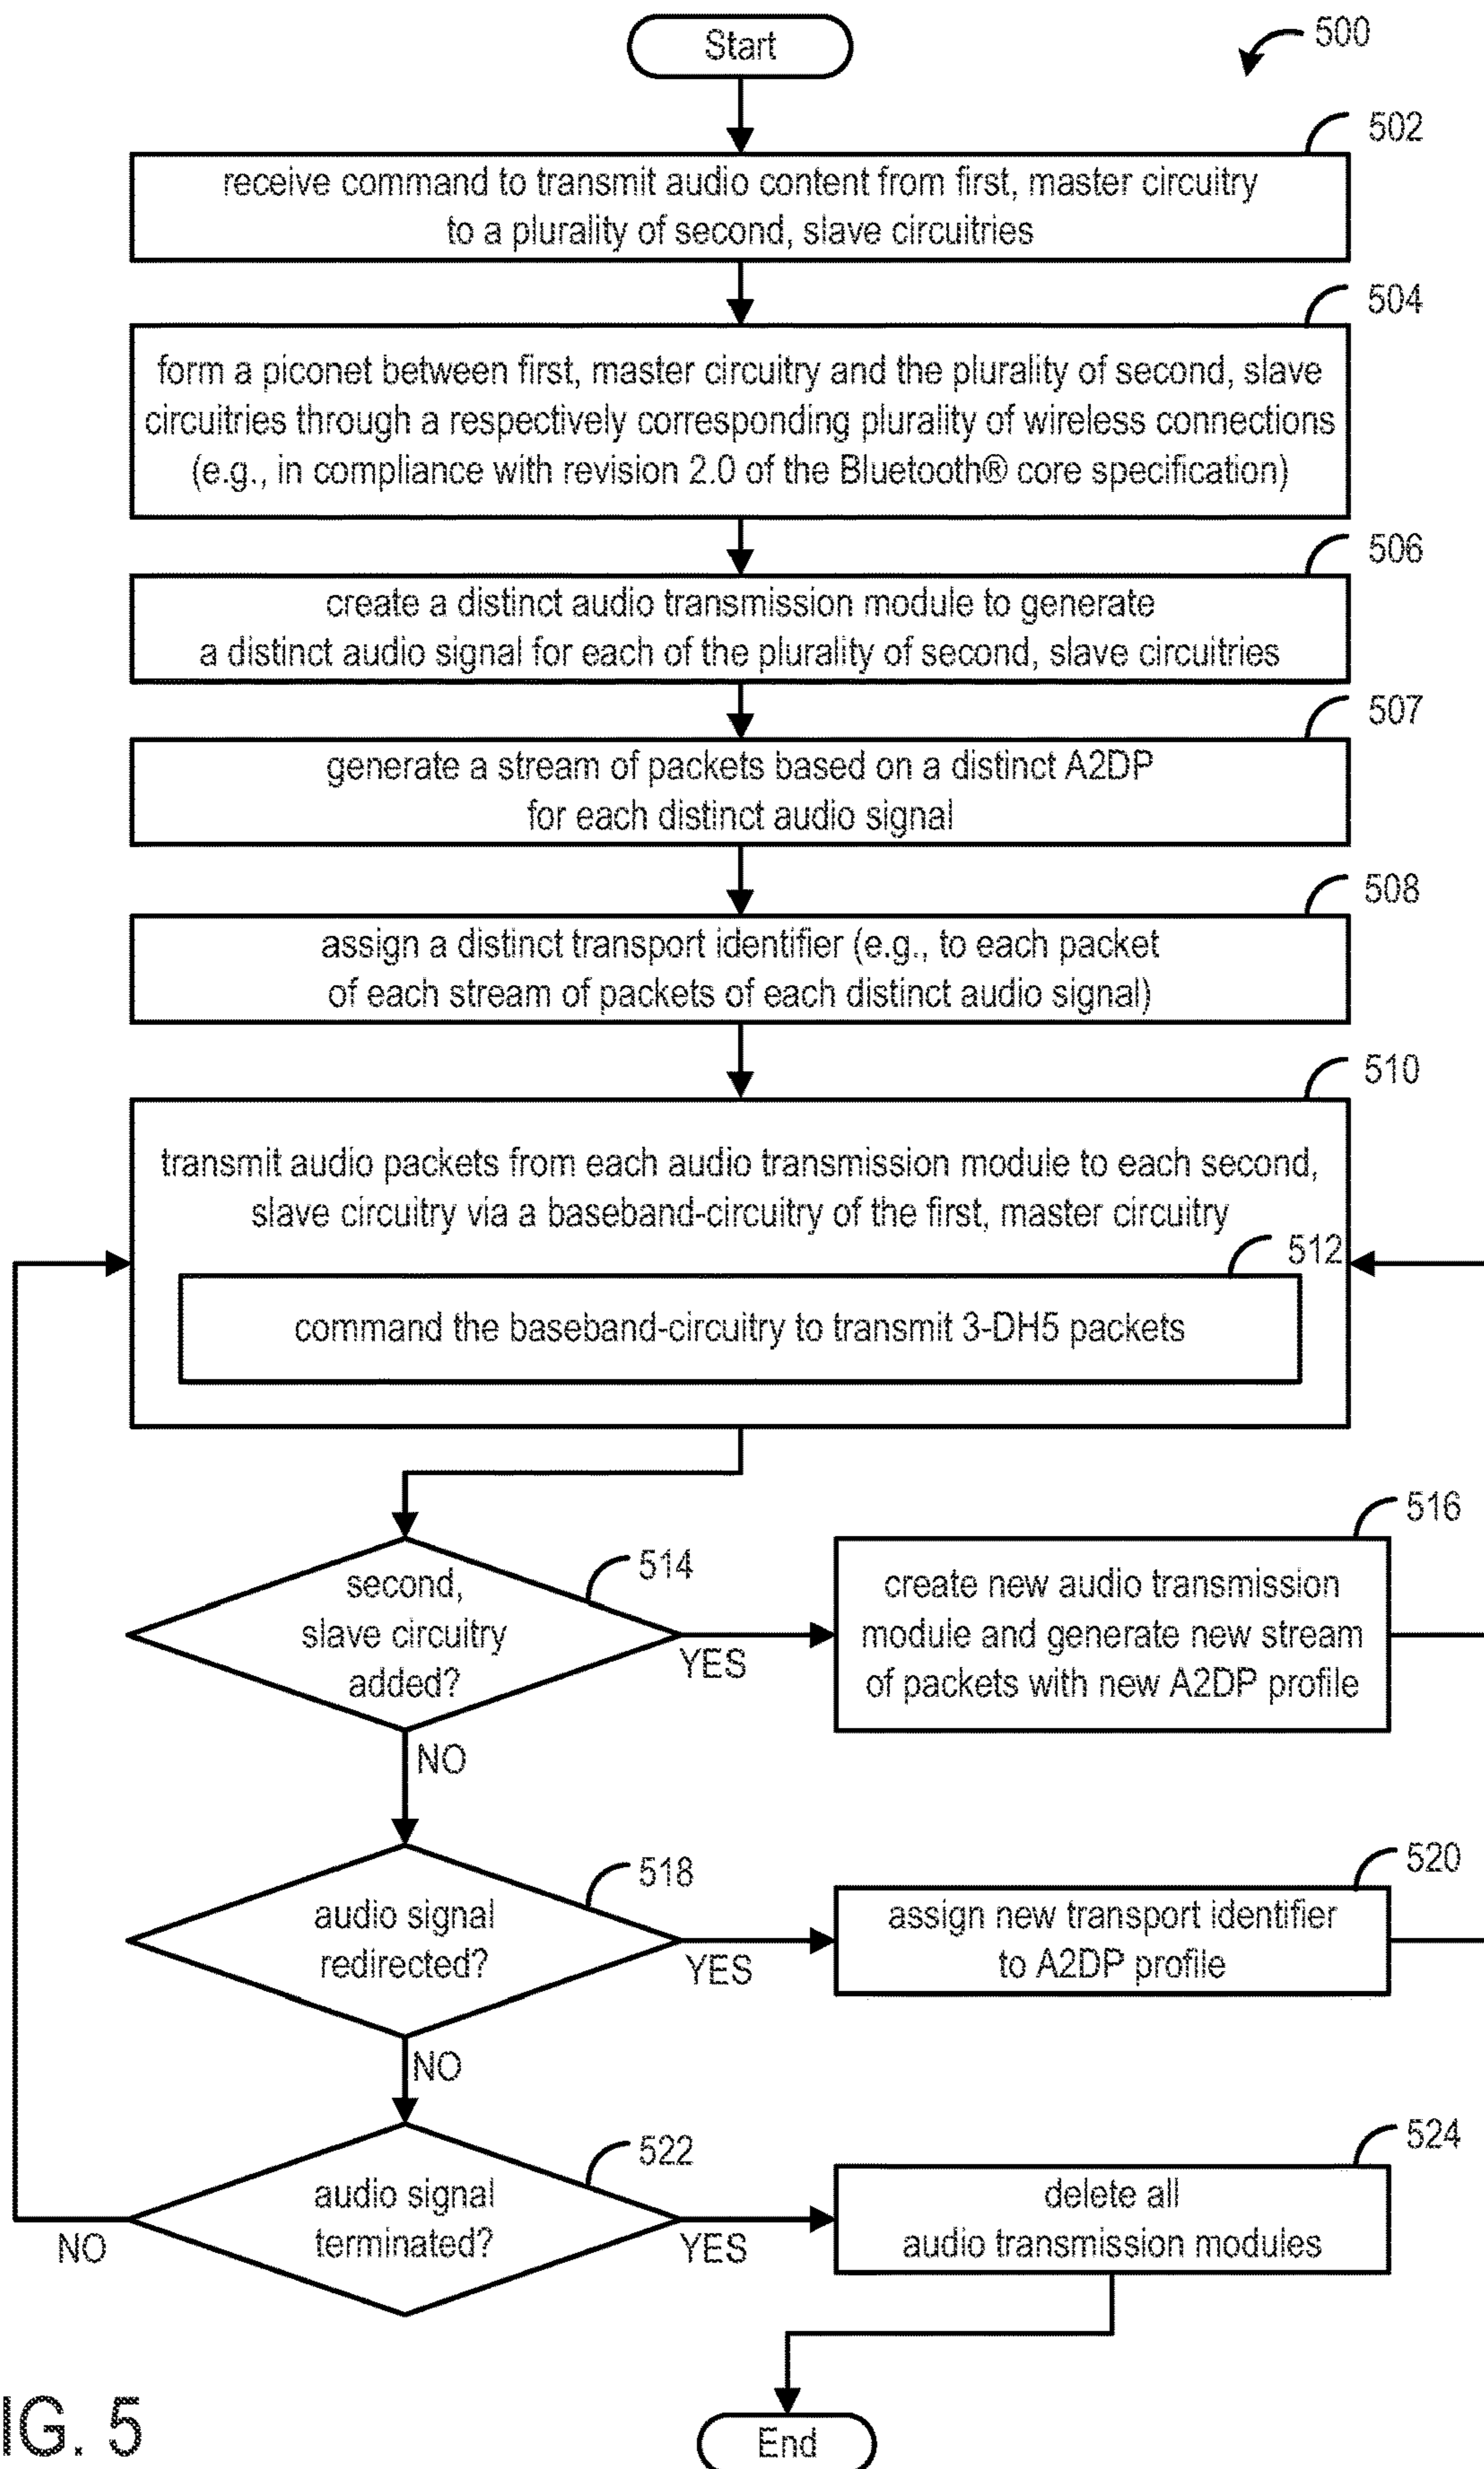 Start
500
502
receive command to transmit audio content from first, master circuitry
to a plurality of second, slave circuitries
504
form a piconet between first, master circuitry and the plurality of second, slave
circuitries through a respectively corresponding plurality of wireless connections
(e.g., in compliance with revision 2.0 of the Bluetooth® core specification)
506
create a distinct audio transmission module to generate
a distinct audio signal for each of the plurality of second, slave circuitries
507
generate a stream of packets based on a distinct A2DP
for each distinct audio signal
508
assign a distinct transport identifier (e.g., to each packet
of each stream of packets of each distinct audio signal)
510
transmit audio packets from each audio transmission module to each second,
slave circuitry via a baseband-circuitry of the first, master circuitry
512
command the baseband-circuitry to transmit 3-DH5 packets
514
second,
slave circuitry
added?
YES
NO
516
create new audio transmission
module and generate new stream
of packets with new A2DP profile
518
audio signal
redirected?
YES
NO
520
assign new transport identifier
to A2DP profile
522
audio signal
terminated?
NO
YES
524
delete all
audio transmission modules
End
IG. 5